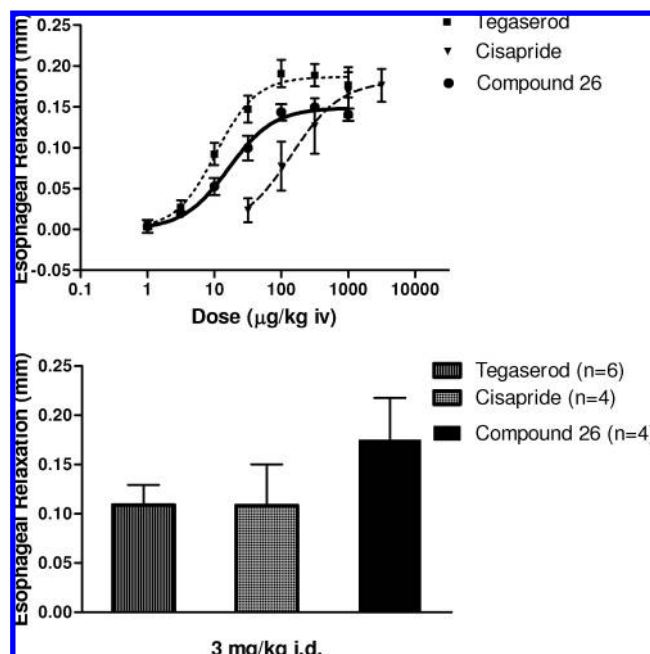 Tegaserod
Cisapride
Compound 26
Esophageal Relaxation (mm)
0.20
0.15
0.10
0.05
0.00
-0.05
0.1 1 10 100 1000 10000
Dose (μg/kg iv)
Esophageal Relaxation (mm)
0.25
0.20
0.15
0.10
0.05
0.00
Tegaserod (n=6)
Cisapride (n=4)
Compound 26 (n=4)
3 mg/kg i.d.